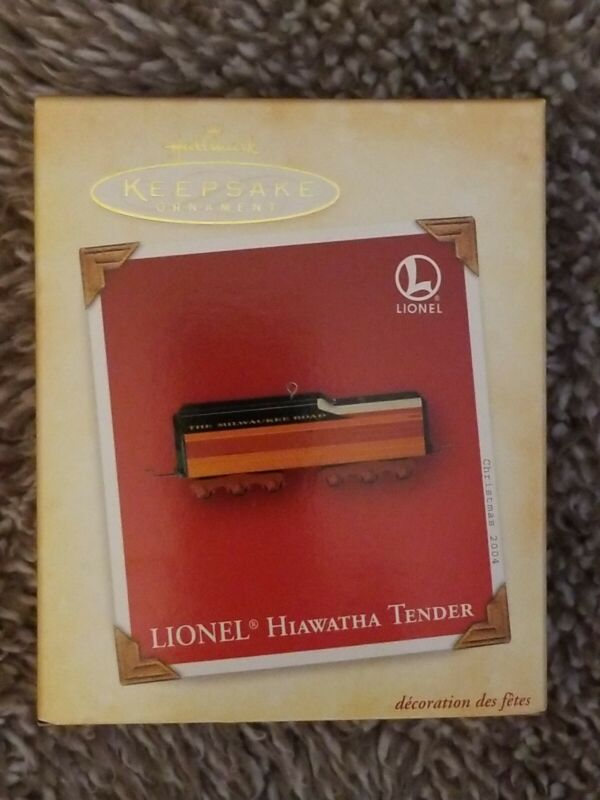 Hallmark
KEEPSAKE
ORNAMENT
L
LIONEL®
THE MILWAUKEE ROAD
Christmas 2004
LIONEL® HIAWATHA TENDER
décoration des fêtes